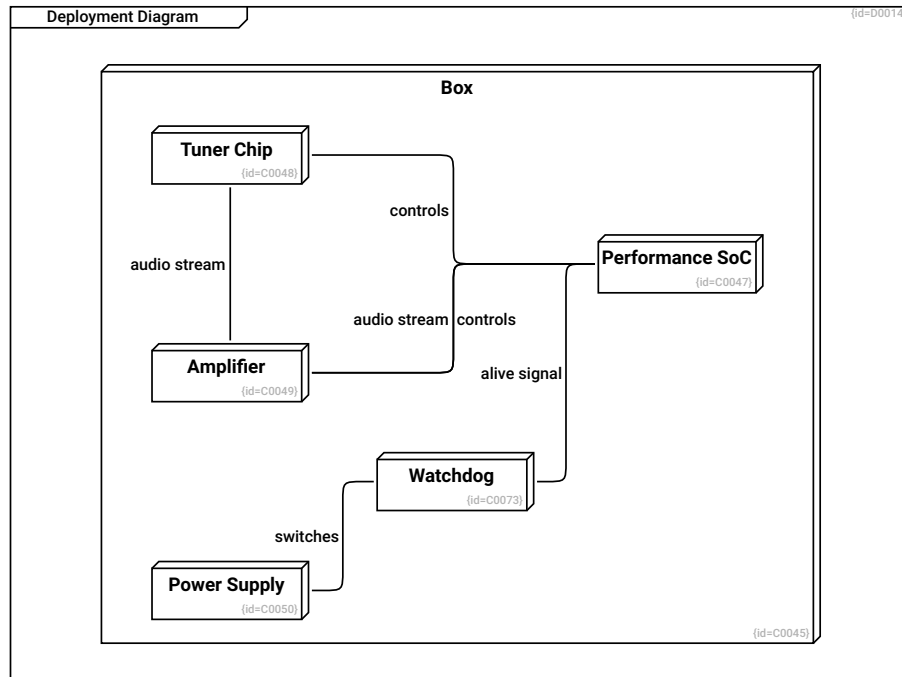 Deployment Diagram
{id=D0014
Box
Tuner Chip
{id=C0048}
controls
Performance SoC
{id=C0047}
audio stream
audio stream
controls
Amplifier
{id=C0049}
alive signal
Watchdog
{id=C0073}
switches
Power Supply
{id=C0050}
{id=C0045}